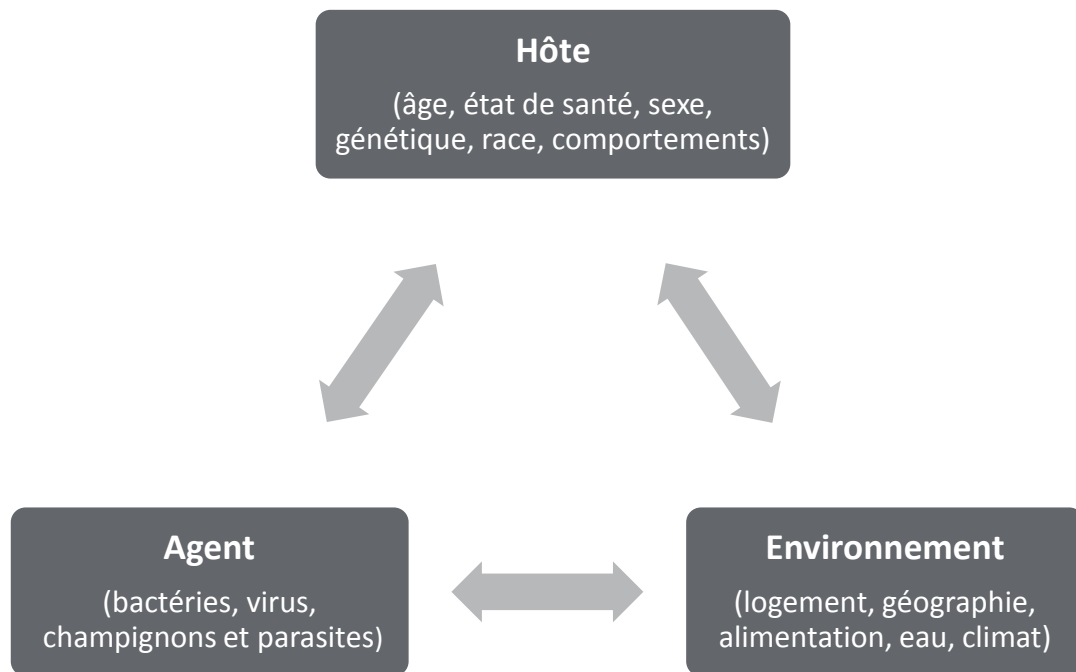 Hôte
(âge, état de santé, sexe,
génétique, race, comportements)
Agent
(bactéries, virus,
champignons et parasites)
Environnement
(logement, géographie,
alimentation, eau, climat)